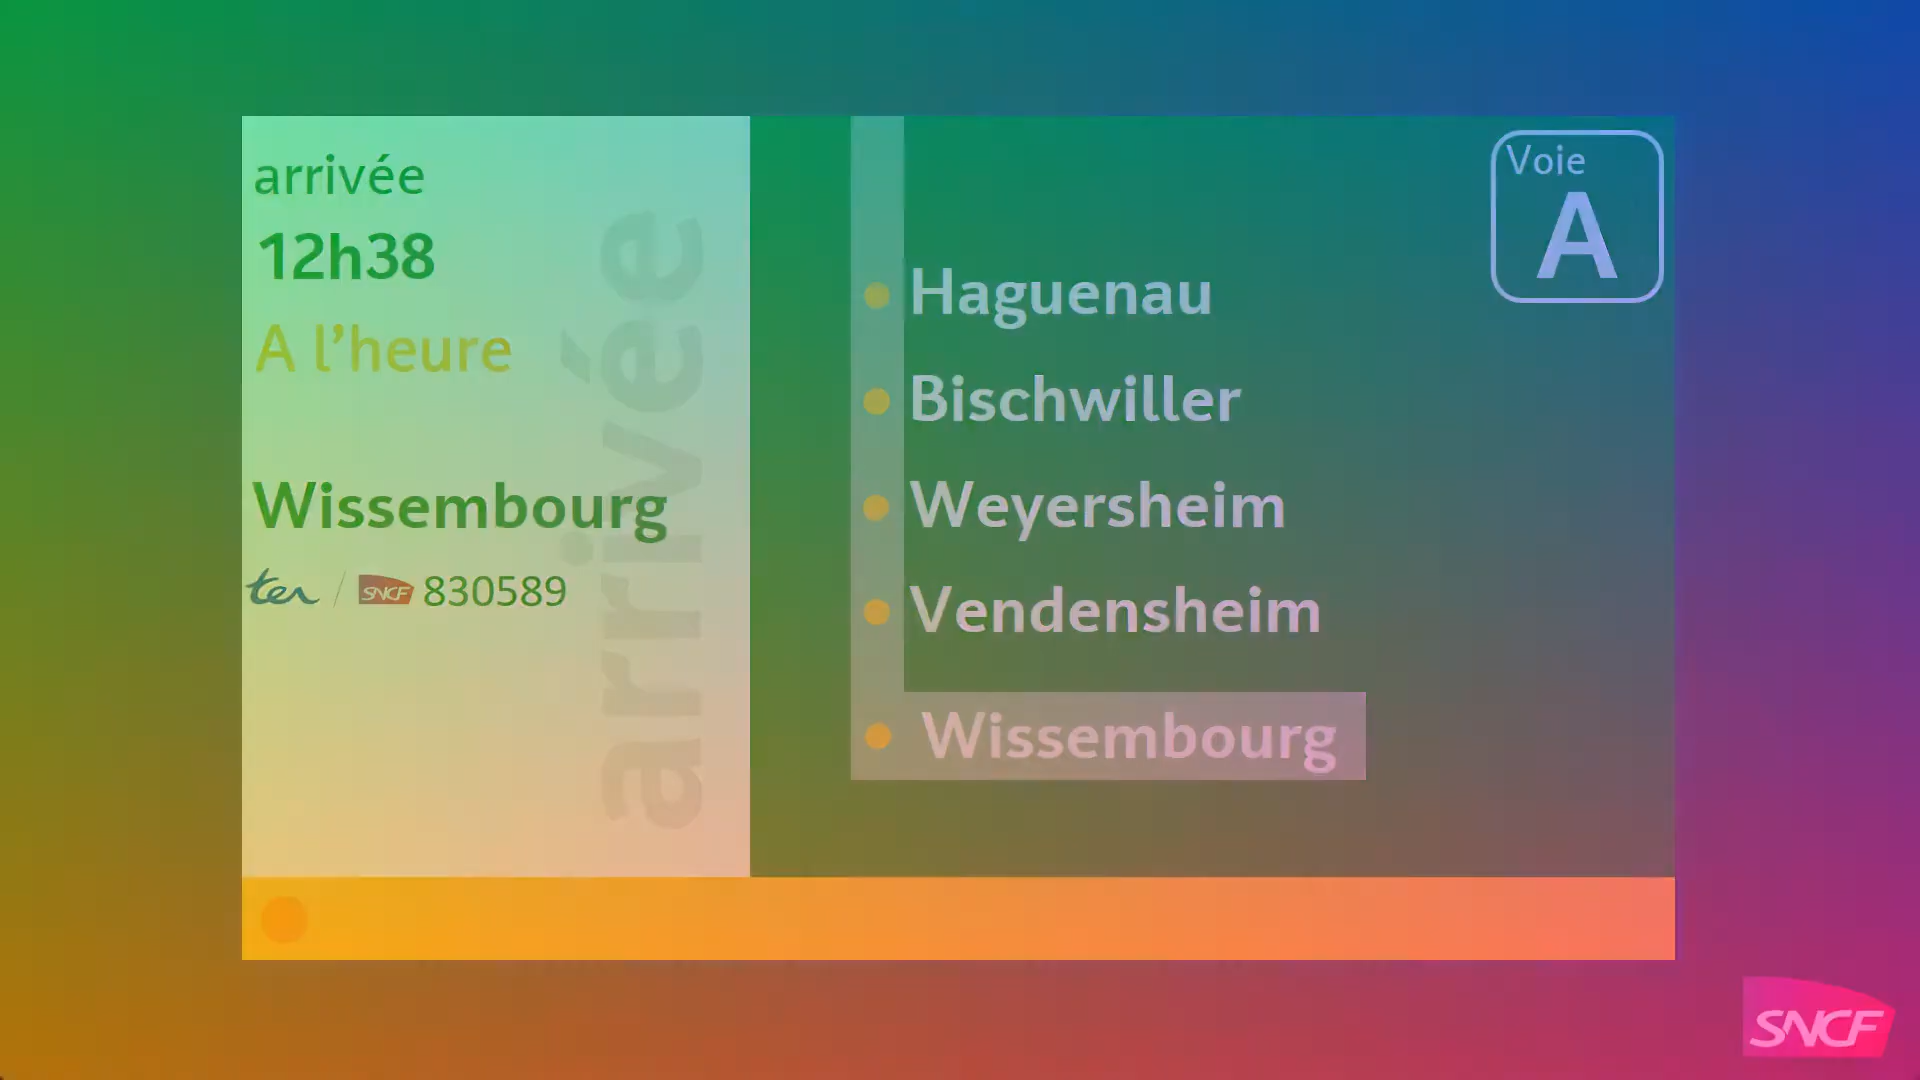 arrivée
12h38
A l'heure
Wissembourg
ter / SNCF 830589
arrivée
Voie
A
Haguenau
Bischwiller
Weyersheim
Vendensheim
Wissembourg
SNCF